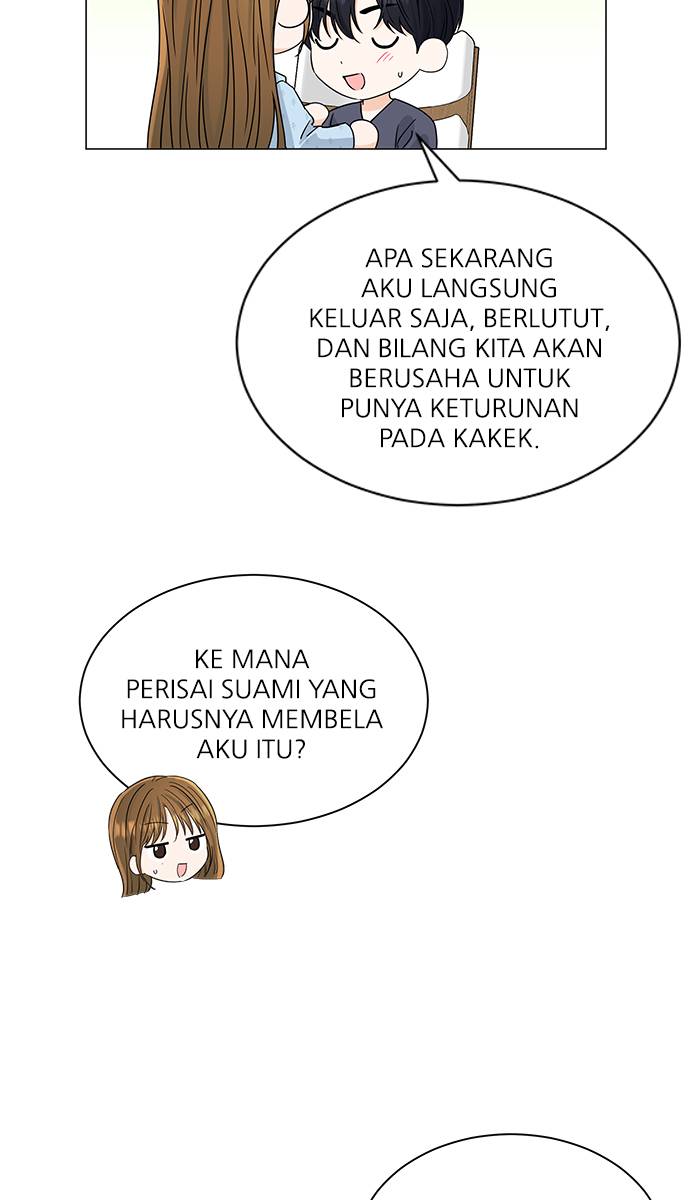 APA SEKARANG
AKU LANGSUNG
KELUAR SAJA, BERLUTUT,
DAN BILANG KITA AKAN
BERUSAHA UNTUK
PUNYA KETURUNAN
PADA KAKEK.
KE MANA
PERISAI SUAMI YANG
HARUSNYA MEMBELA
AKU ITU?